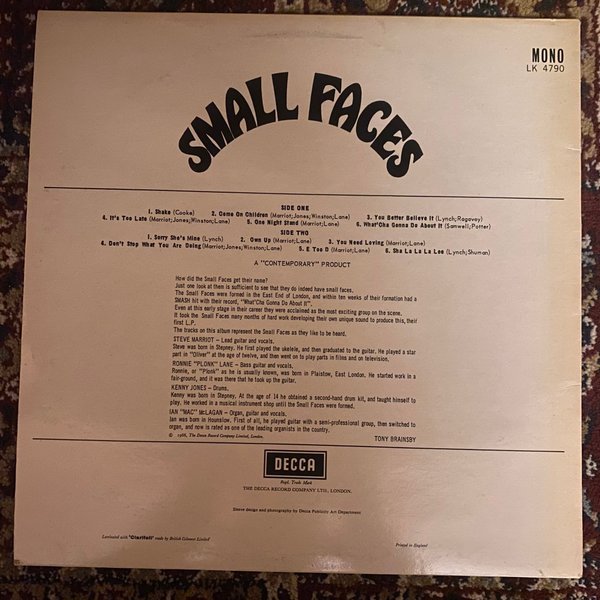 MONO
LK 4790
SMALL FACES
SIDE ONE
1. Shake (Cooke) 2. Come On Children (Marriot;Jones;Winston;Lane) 3. You Better Believe It (Lynch;Ragavoy)
4. It's Too Late (Marriot;Jones;Winston;Lane) 5. One Night Stand (Marriot;Lane) 6. What'Cha Gonna Do About It (Samwell;Potter)
SIDE TWO
1. Sorry She's Mine (Lynch) 2. Own Up (Marriot;Lane) 3. You Need Loving (Marriot;Lane)
4. Don't Stop What You Are Doing (Marriot;Jones;Winston;Lane) 5. E Too D (Marriot;Lane) 6. Sha La La La Lee (Lynch;Shuman)
A "CONTEMPORARY" PRODUCT
How did the Small Faces get their name?
Just one look at them is sufficient to see that they do indeed have small faces.
The Small Faces were formed in the East End of London, and within ten weeks of their formation had a
SMASH hit with their record, "What'Cha Gonna Do About It".
Even at this early stage in their career they were acclaimed as the most exciting group on the scene.
It took the Small Faces many months of hard work developing their own unique sound to produce this, their
first L.P.
The tracks on this album represent the Small Faces as they like to be heard.
STEVE MARRIOT – Lead guitar and vocals.
Steve was born in Stepney. He first played the ukelele, and then graduated to the guitar. He played a star
part in "Oliver" at the age of twelve, and then went on to play parts in films and on television.
RONNIE "PLONK" LANE – Bass guitar and vocals.
Ronnie, or "Plonk" as he is usually known, was born in Plaistow, East London. He started work in a
fair-ground, and it was there that he took up the guitar.
KENNY JONES – Drums.
Kenny was born in Stepney. At the age of 14 he obtained a second-hand drum kit, and taught himself to
play. He worked in a musical instrument shop until the Small Faces were formed.
IAN "MAC" McLAGAN – Organ, guitar and vocals.
Ian was born in Hounslow. First of all, he played guitar with a semi-professional group, then switched to
organ, and now is rated as one of the leading organists in the country.
© 1966, The Decca Record Company Limited, London.
TONY BRAINSBY
DECCA
Regd. Trade Mark
THE DECCA RECORD COMPANY LTD., LONDON.
Sleeve design and photography by Decca Publicity Art Department
Laminated with "Clarifoil" made by British Celanese Limited
Printed in England